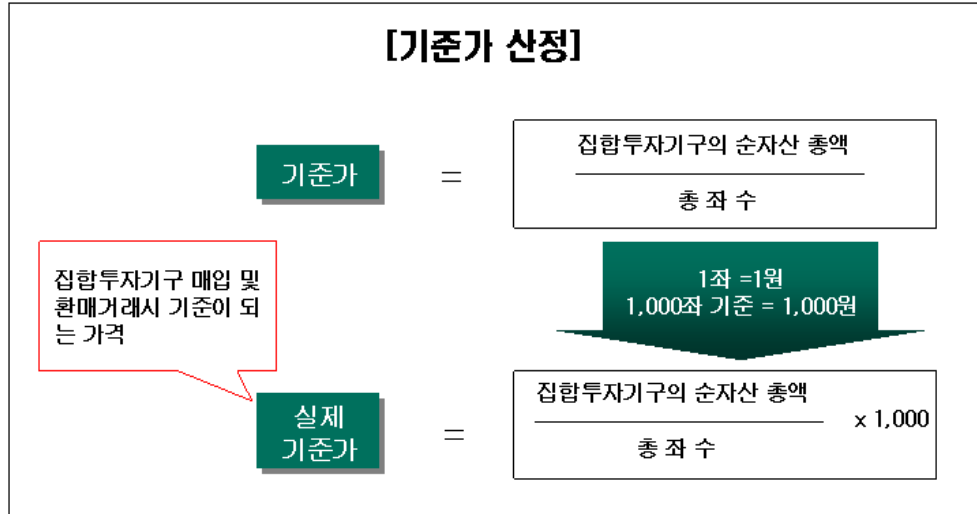 [기준가 산정]
기준가
=
집합투자기구의 순자산 총액
총 좌 수
집합투자기구 매입 및
환매거래시 기준이 되
는 가격
1좌 =1원
1,000좌 기준 = 1,000원
실제
기준가
=
집합투자기구의 순자산 총액
총 좌 수
x 1,000